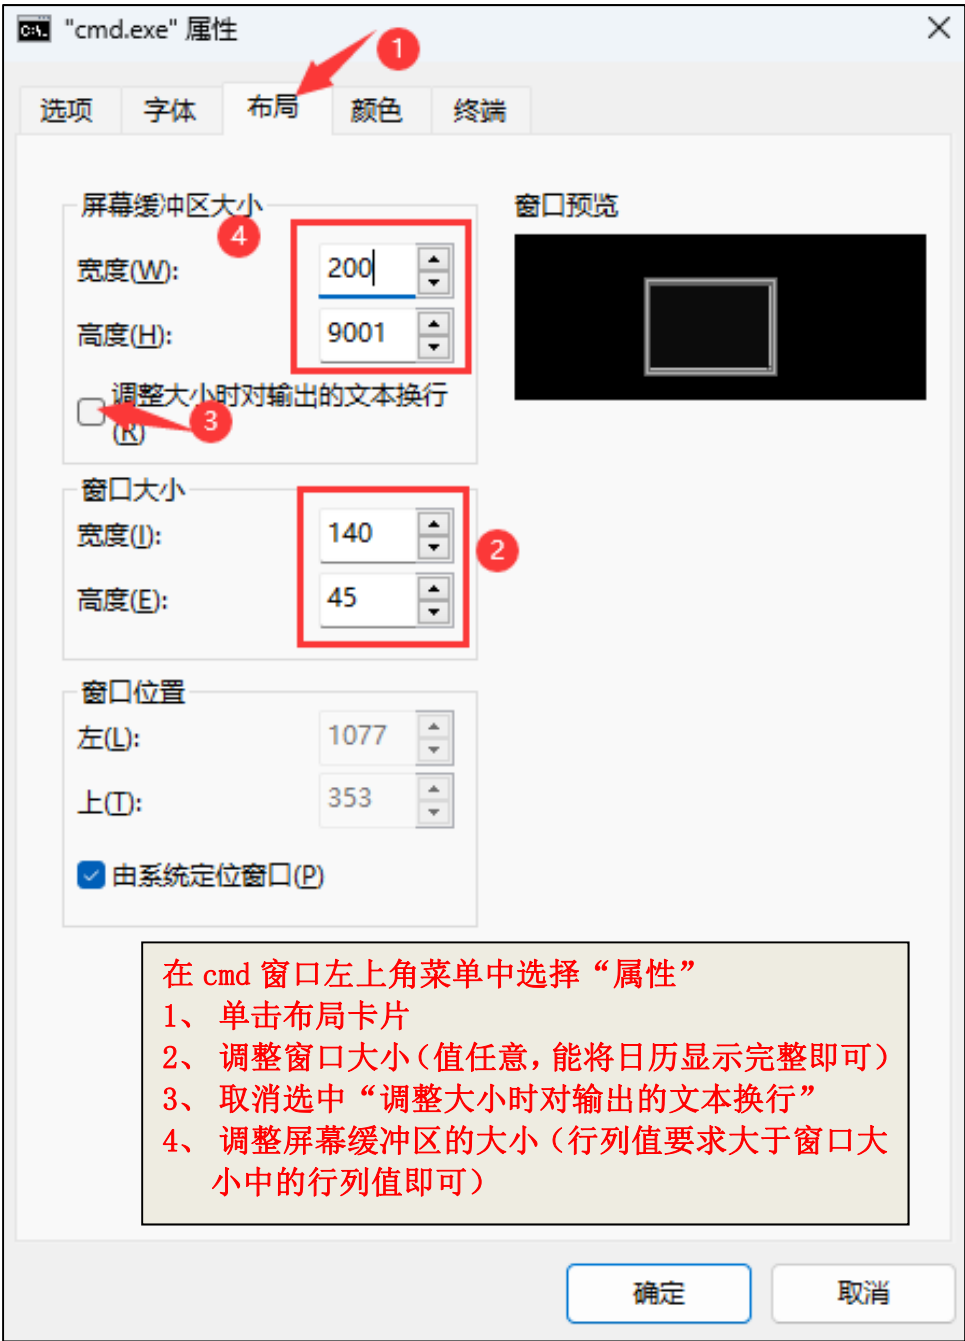 "cmd.exe" 属性
1
选项 字体 布局 颜色 终端
屏幕缓冲区大小
4
宽度(W): 200
高度(H): 9001
调整大小时对输出的文本换行
(R)
3
窗口预览
窗口大小
宽度(I): 140
2
高度(E): 45
窗口位置
左(L): 1077
上(T): 353
由系统定位窗口(P)
在 cmd 窗口左上角菜单中选择“属性”
1、 单击布局卡片
2、 调整窗口大小（值任意，能将日历显示完整即可）
3、 取消选中“调整大小时对输出的文本换行”
4、 调整屏幕缓冲区的大小（行列值要求大于窗口大
小中的行列值即可）
确定 取消